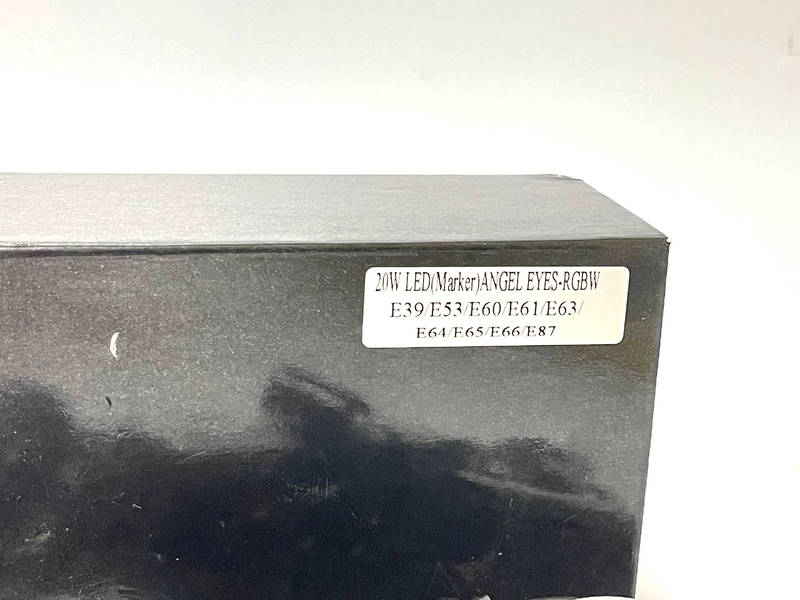 20W LED(Marker)ANGEL EYES-RGBW
E39/E53/E60/E61/E63/
E64/E65/E66/E87